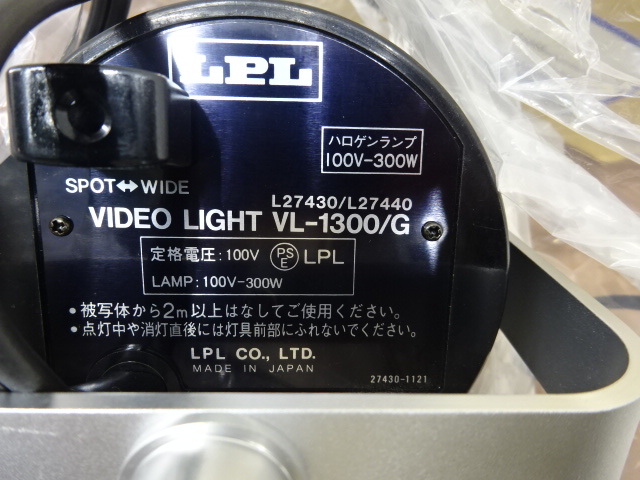 LPL
ハロゲンランプ
100V-300W
SPOT⇔WIDE
L27430/L27440
VIDEO LIGHT VL-1300/G
定格電圧:100V PSE LPL
LAMP:100V-300W
・被写体から2m以上はなしてご使用ください。
・点灯中や消灯直後には灯具前部にふれないでください。
LPL CO., LTD.
MADE IN JAPAN
27430-1121